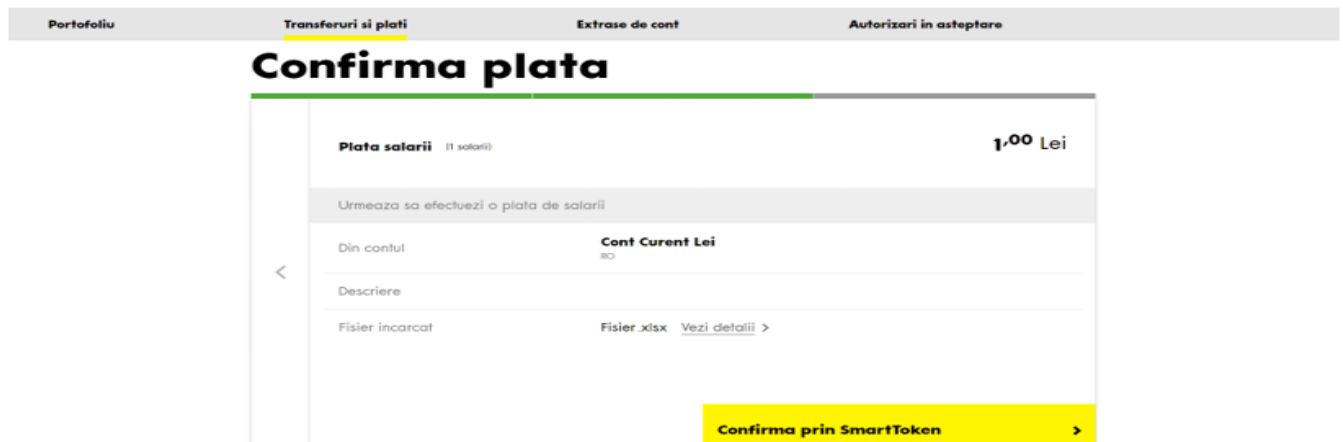 Portofoliu Transferuri si plati Extrase de cont Autorizari in asteptare
Confirma plata
Plata salarii (1 salarii) 1,00 Lei
Urmeaza sa efectuezi o plata de salarii
Din contul Cont Curent Lei
RO
Descriere
Fisier incarcat Fisier.xlsx Vezi detalii >
Confirma prin SmartToken >